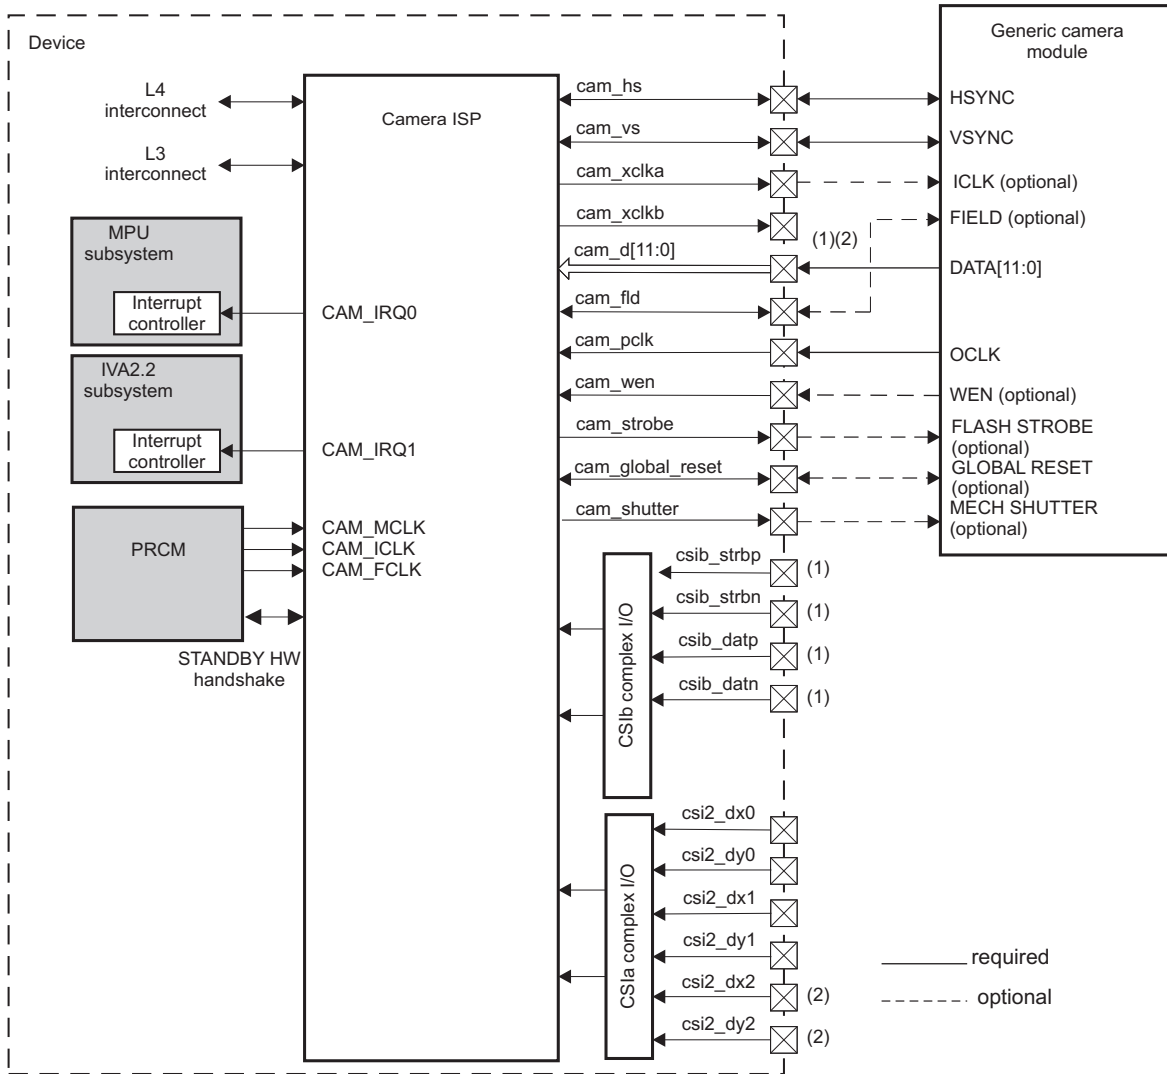 Device
L4
interconnect
L3
interconnect
MPU
subsystem
Interrupt
controller
IVA2.2
subsystem
Interrupt
controller
PRCM
STANDBY HW
handshake
Camera ISP
CAM_IRQ0
CAM_IRQ1
CAM_MCLK
CAM_ICLK
CAM_FCLK
cam_hs
cam_vs
cam_xclka
cam_xclkb
cam_d[11:0]
(1)(2)
cam_fld
cam_pclk
cam_wen
cam_strobe
cam_global_reset
cam_shutter
Generic camera
module
HSYNC
VSYNC
ICLK (optional)
FIELD (optional)
DATA[11:0]
OCLK
WEN (optional)
FLASH STROBE
(optional)
GLOBAL RESET
(optional)
MECH SHUTTER
(optional)
CSIb complex I/O
csib_strbp (1)
csib_strbn (1)
csib_datp (1)
csib_datn (1)
CSIa complex I/O
csi2_dx0
csi2_dy0
csi2_dx1
csi2_dy1
csi2_dx2 (2)
csi2_dy2 (2)
required
optional